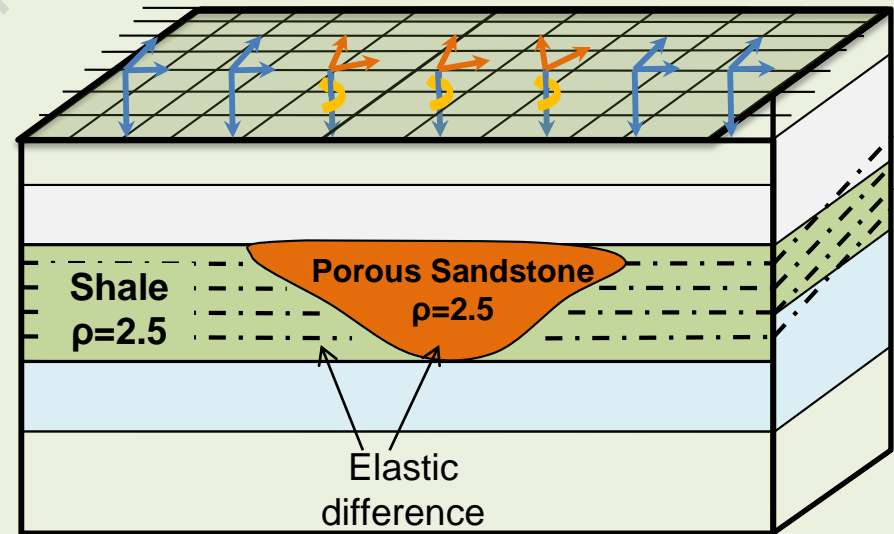 Shale
ρ=2.5
Porous Sandstone
ρ=2.5
Elastic
difference